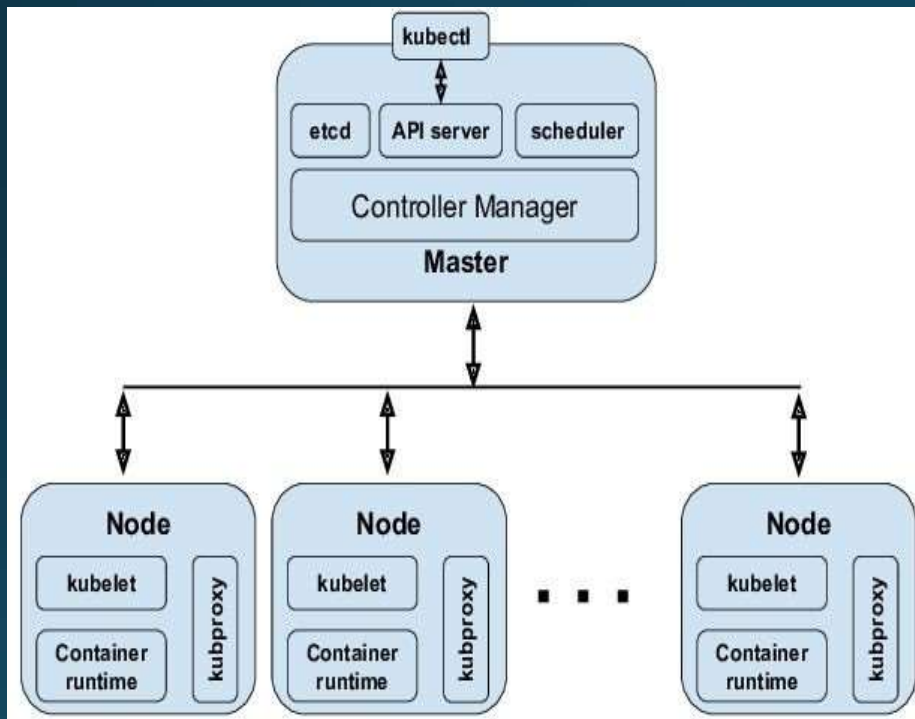 kubectl
etcd
API server
scheduler
Controller Manager
Master
Node
kubelet
Container
runtime
kubproxy
Node
kubelet
Container
runtime
kubproxy
Node
kubelet
Container
runtime
kubproxy